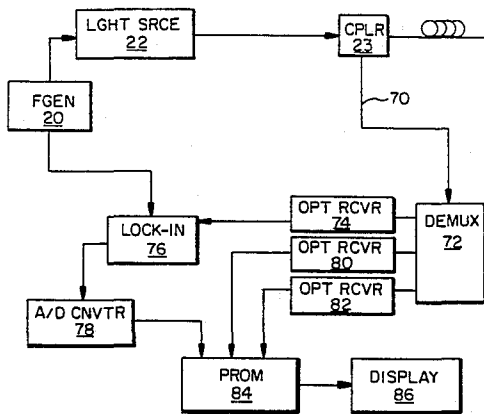 LGHT SRCE
22
CPLR
23
FGEN
20
70
OPT RCVR
74
DEMUX
72
LOCK-IN
76
OPT RCVR
80
OPT RCVR
82
A/D CNVTR
78
PROM
84
DISPLAY
86